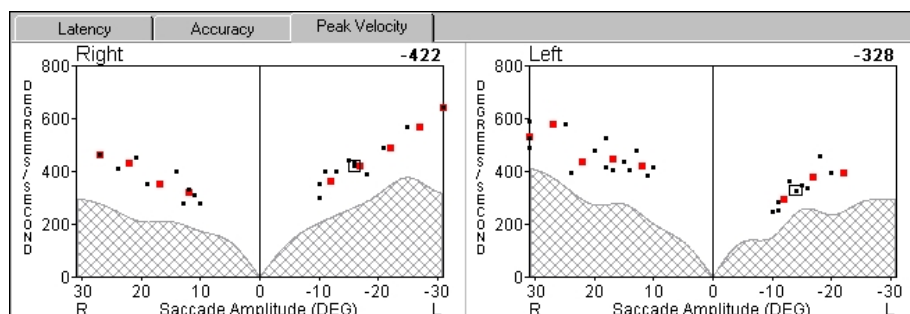 Latency Accuracy Peak Velocity
Right -422
800
600
400
200
0
DEGREES/SECOND
30 20 10 0 -10 -20 -30
R Saccade Amplitude (DEG) L
Left -328
800
600
400
200
0
DEGREES/SECOND
30 20 10 0 -10 -20 -30
R Saccade Amplitude (DEG) L